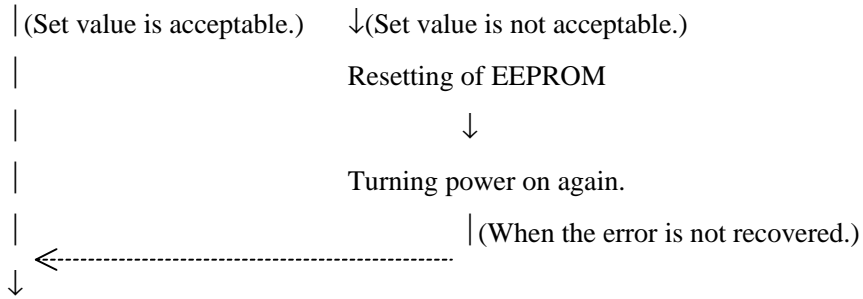 (Set value is acceptable.) ↓(Set value is not acceptable.)
Resetting of EEPROM
↓
Turning power on again.
(When the error is not recovered.)
↓